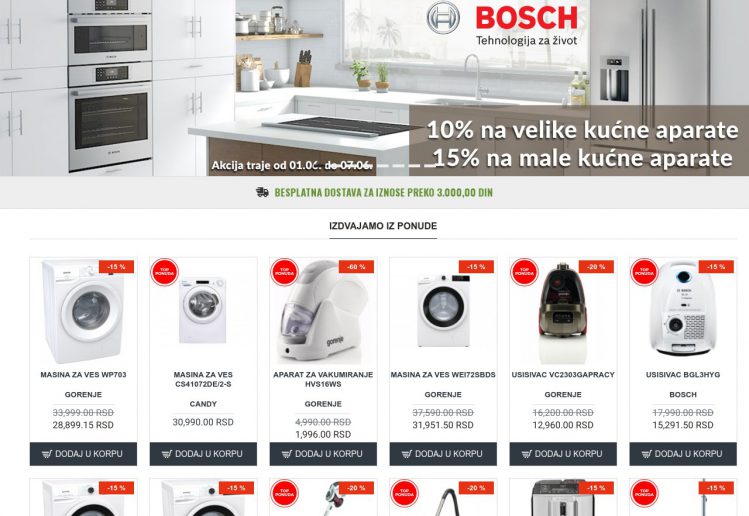 BOSCH
Tehnologija za život
10% na velike kućne aparate
15% na male kućne aparate
Akcija traje od 01.06. do 07.06.
BESPLATNA DOSTAVA ZA IZNOSE PREKO 3.000,00 DIN
IZDVAJAMO IZ PONUDE
-15 %
TOP PONUDA
TOP PONUDA
-60 %
-15 %
TOP PONUDA
-20 %
TOP PONUDA
-15 %
gorenje
BOSCH
MASINA ZA VES WP703
GORENJE
33,999.00 RSD
28,899.15 RSD
DODAJ U KORPU
MASINA ZA VES
CS41072DE/2-S
CANDY
30,990.00 RSD
DODAJ U KORPU
APARAT ZA VAKUMIRANJE
HVS16WS
GORENJE
4,990.00 RSD
1,996.00 RSD
DODAJ U KORPU
MASINA ZA VES WEI72SBDS
GORENJE
37,590.00 RSD
31,951.50 RSD
DODAJ U KORPU
USISIVAC VC2303GAPRACY
GORENJE
16,200.00 RSD
12,960.00 RSD
DODAJ U KORPU
USISIVAC BGL3HYG
BOSCH
17,990.00 RSD
15,291.50 RSD
DODAJ U KORPU
-15 %
-15 %
TOP PONUDA
-20 %
TOP PONUDA
-20 %
-15 %
TOP PONUDA
-15 %